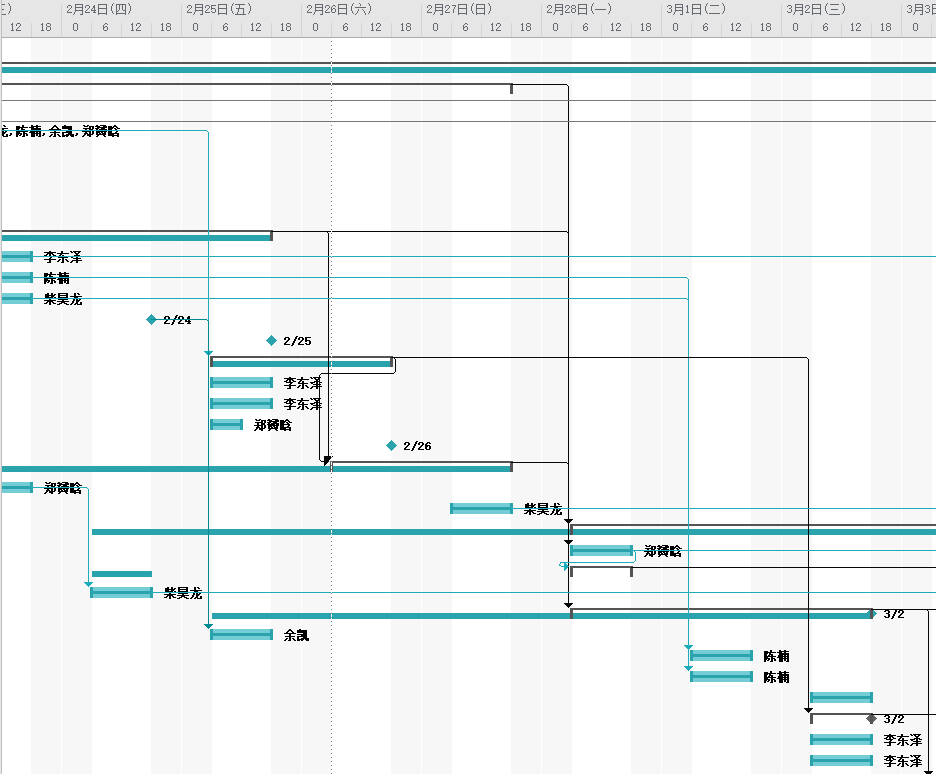 三) 2月24日(四) 2月25日(五) 2月26日(六) 2月27日(日) 2月28日(一) 3月1日(二) 3月2日(三) 3月3日
12 18 0 6 12 18 0 6 12 18 0 6 12 18 0 6 12 18 0 6 12 18 0 6 12 18 0 6 12 18 0
龙, 陈楠, 余凯, 郑赟晗
李东泽
陈楠
柴昊龙
2/24
2/25
李东泽
李东泽
郑赟晗
2/26
郑赟晗
柴昊龙
郑赟晗
柴昊龙
3/2
余凯
陈楠
陈楠
3/2
李东泽
李东泽